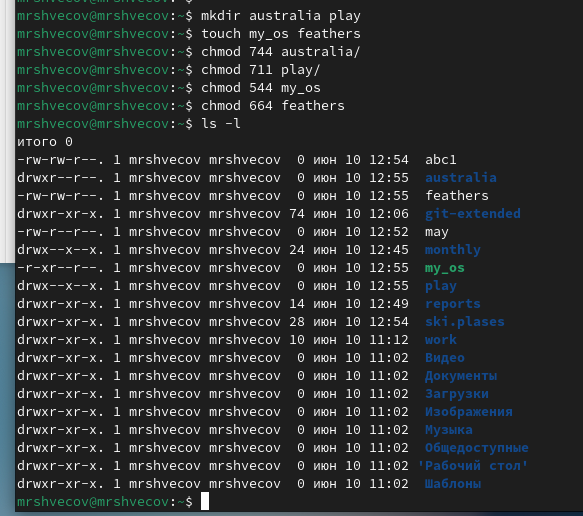 mrshvecov@mrshvecov:~$ mkdir australia play
mrshvecov@mrshvecov:~$ touch my_os feathers
mrshvecov@mrshvecov:~$ chmod 744 australia/
mrshvecov@mrshvecov:~$ chmod 711 play/
mrshvecov@mrshvecov:~$ chmod 544 my_os
mrshvecov@mrshvecov:~$ chmod 664 feathers
mrshvecov@mrshvecov:~$ ls -l
итого 0
-rw-rw-r--. 1 mrshvecov mrshvecov  0 июн 10 12:54  abc1
drwxr--r--. 1 mrshvecov mrshvecov  0 июн 10 12:55  australia
-rw-rw-r--. 1 mrshvecov mrshvecov  0 июн 10 12:55  feathers
drwxr-xr-x. 1 mrshvecov mrshvecov 74 июн 10 12:06  git-extended
-rw-r--r--. 1 mrshvecov mrshvecov  0 июн 10 12:52  may
drwx--x--x. 1 mrshvecov mrshvecov 24 июн 10 12:45  monthly
-r-xr--r--. 1 mrshvecov mrshvecov  0 июн 10 12:55  my_os
drwx--x--x. 1 mrshvecov mrshvecov  0 июн 10 12:55  play
drwxr-xr-x. 1 mrshvecov mrshvecov 14 июн 10 12:49  reports
drwxr-xr-x. 1 mrshvecov mrshvecov 28 июн 10 12:54  ski.plases
drwxr-xr-x. 1 mrshvecov mrshvecov 10 июн 10 11:12  work
drwxr-xr-x. 1 mrshvecov mrshvecov  0 июн 10 11:02  Видео
drwxr-xr-x. 1 mrshvecov mrshvecov  0 июн 10 11:02  Документы
drwxr-xr-x. 1 mrshvecov mrshvecov  0 июн 10 11:02  Загрузки
drwxr-xr-x. 1 mrshvecov mrshvecov  0 июн 10 11:02  Изображения
drwxr-xr-x. 1 mrshvecov mrshvecov  0 июн 10 11:02  Музыка
drwxr-xr-x. 1 mrshvecov mrshvecov  0 июн 10 11:02  Общедоступные
drwxr-xr-x. 1 mrshvecov mrshvecov  0 июн 10 11:02 'Рабочий стол'
drwxr-xr-x. 1 mrshvecov mrshvecov  0 июн 10 11:02  Шаблоны
mrshvecov@mrshvecov:~$